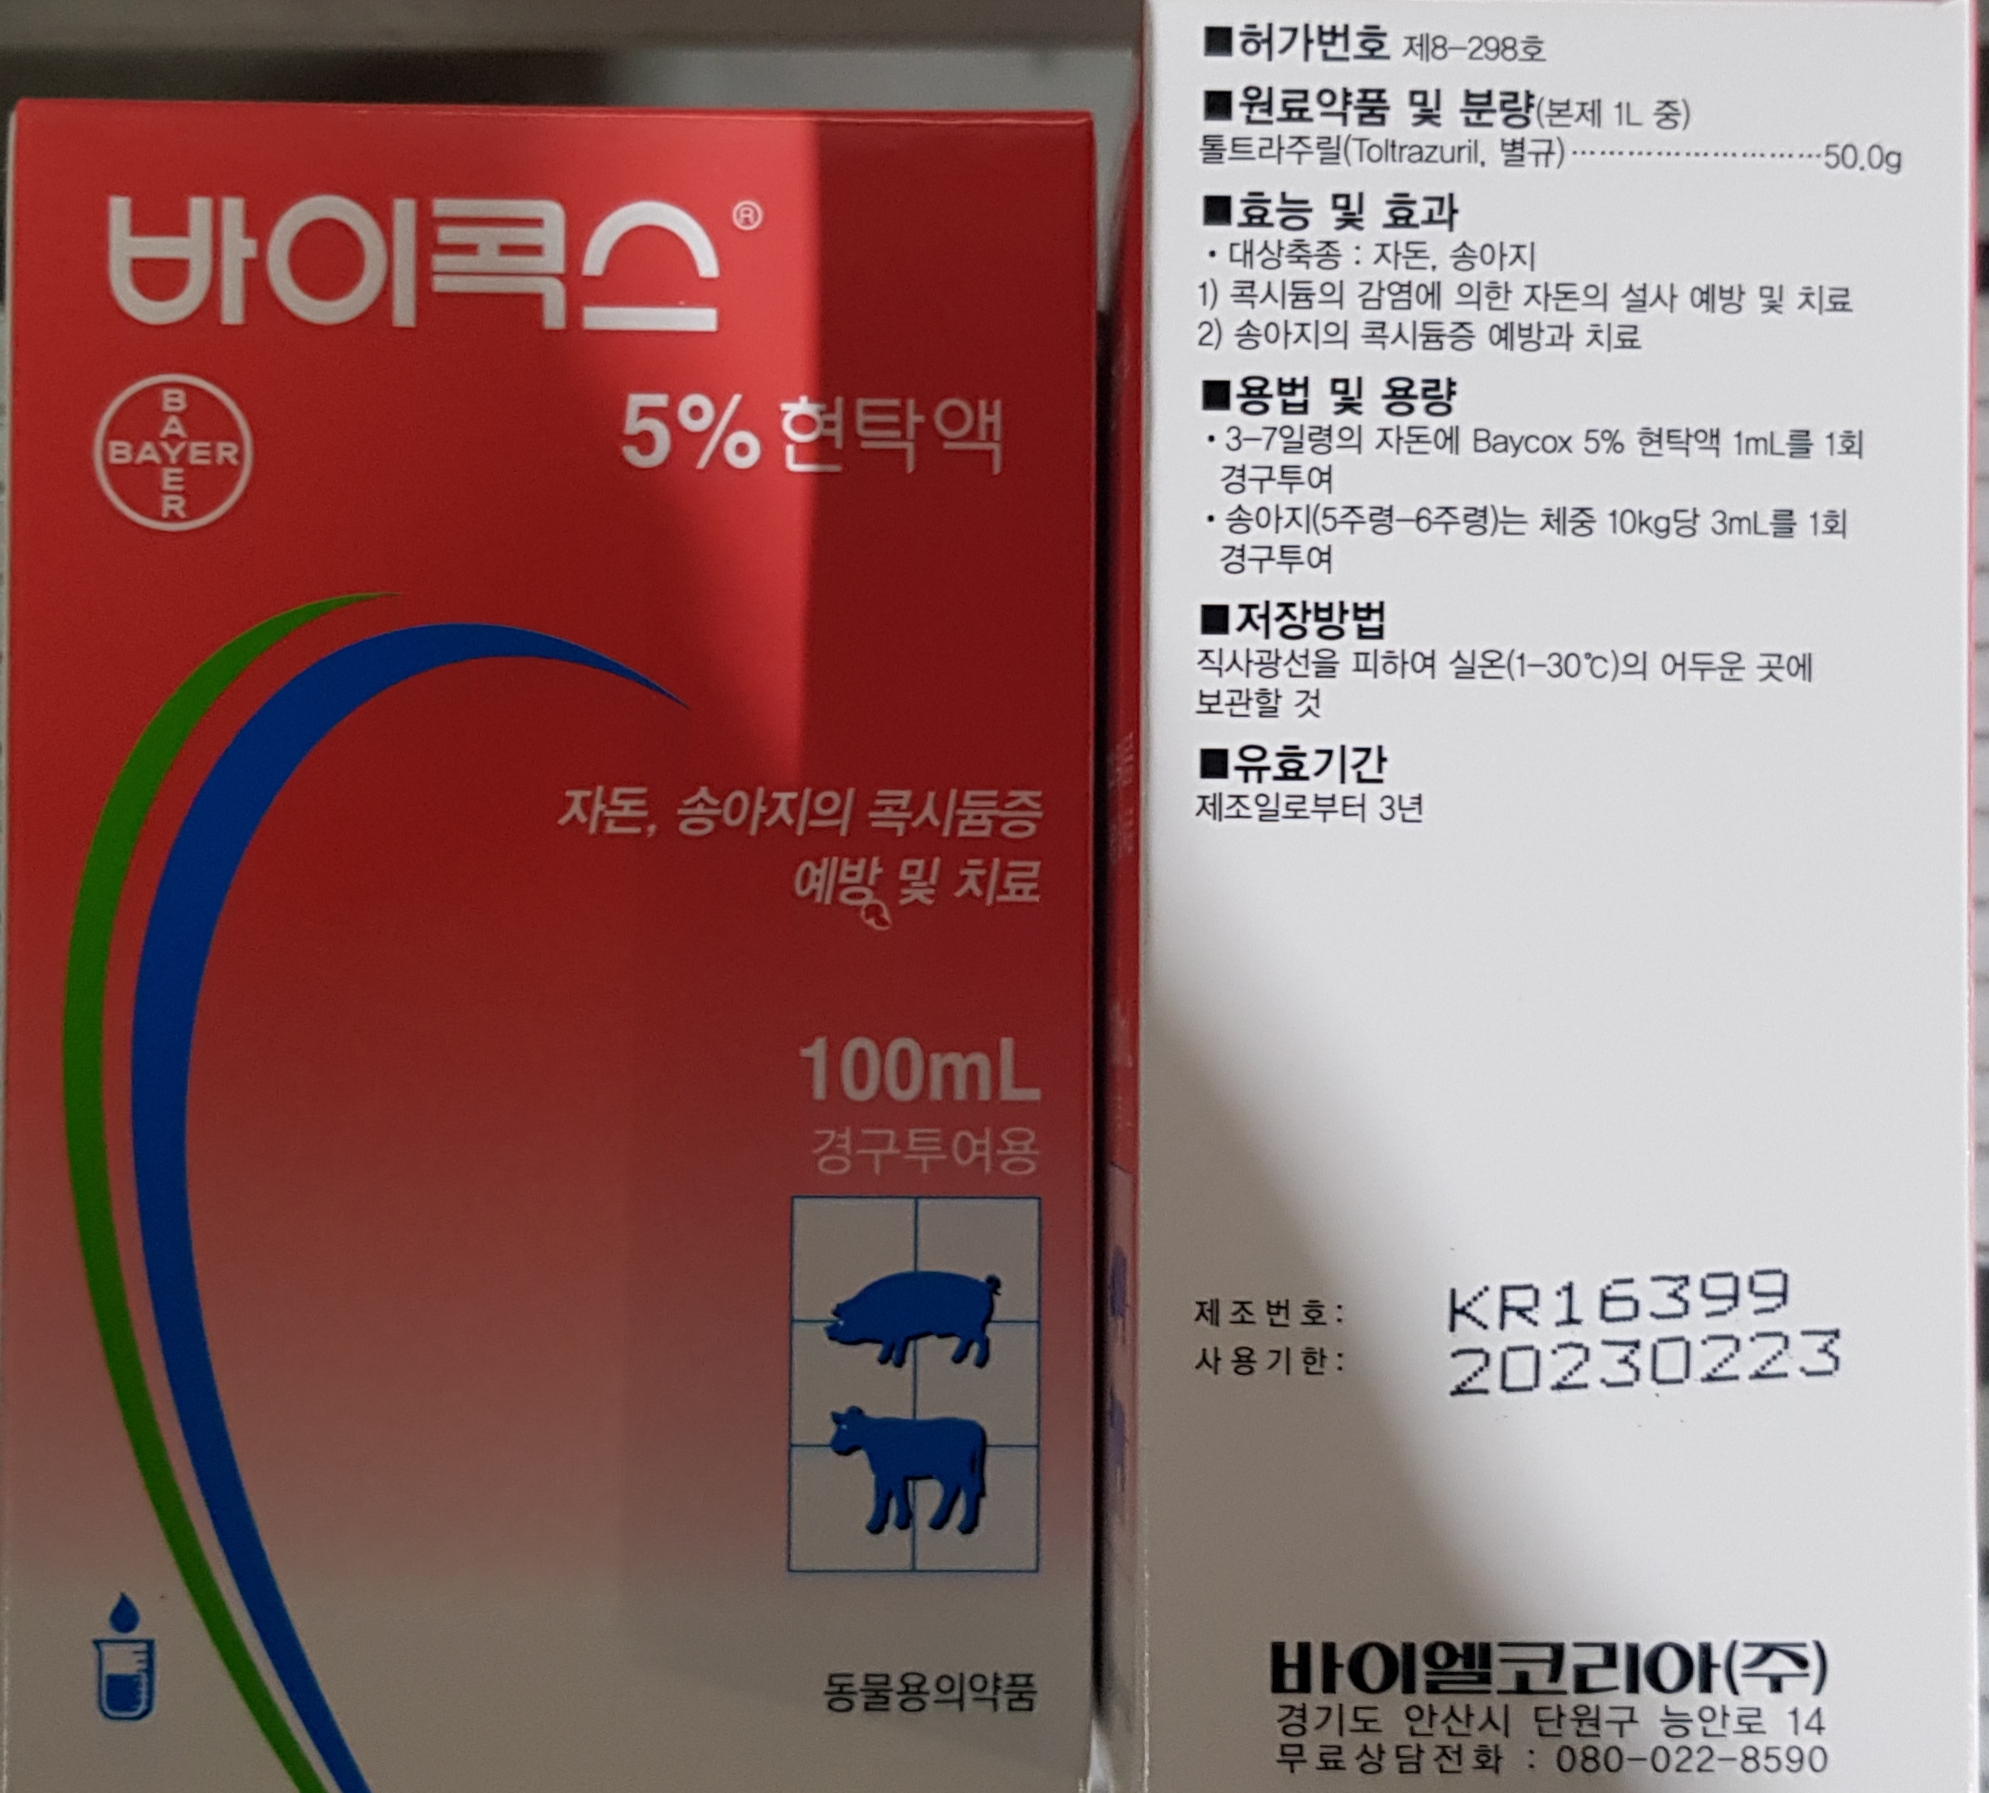 바이콕스®
BAYER
BAYER
5% 현탁액
자돈, 송아지의 콕시듐증
예방 및 치료
100mL
경구투여용
동물용의약품
■허가번호 제8-298호
■원료약품 및 분량(본제 1L 중)
톨트라주릴(Toltrazuril, 별규)···························50.0g
■효능 및 효과
• 대상축종 : 자돈, 송아지
1) 콕시듐의 감염에 의한 자돈의 설사 예방 및 치료
2) 송아지의 콕시듐증 예방과 치료
■용법 및 용량
• 3-7일령의 자돈에 Baycox 5% 현탁액 1mL를 1회
경구투여
• 송아지(5주령-6주령)는 체중 10kg당 3mL를 1회
경구투여
■저장방법
직사광선을 피하여 실온(1-30℃)의 어두운 곳에
보관할 것
■유효기간
제조일로부터 3년
제조번호: KR16399
사용기한: 20230223
바이엘코리아(주)
경기도 안산시 단원구 능안로 14
무료상담전화 : 080-022-8590